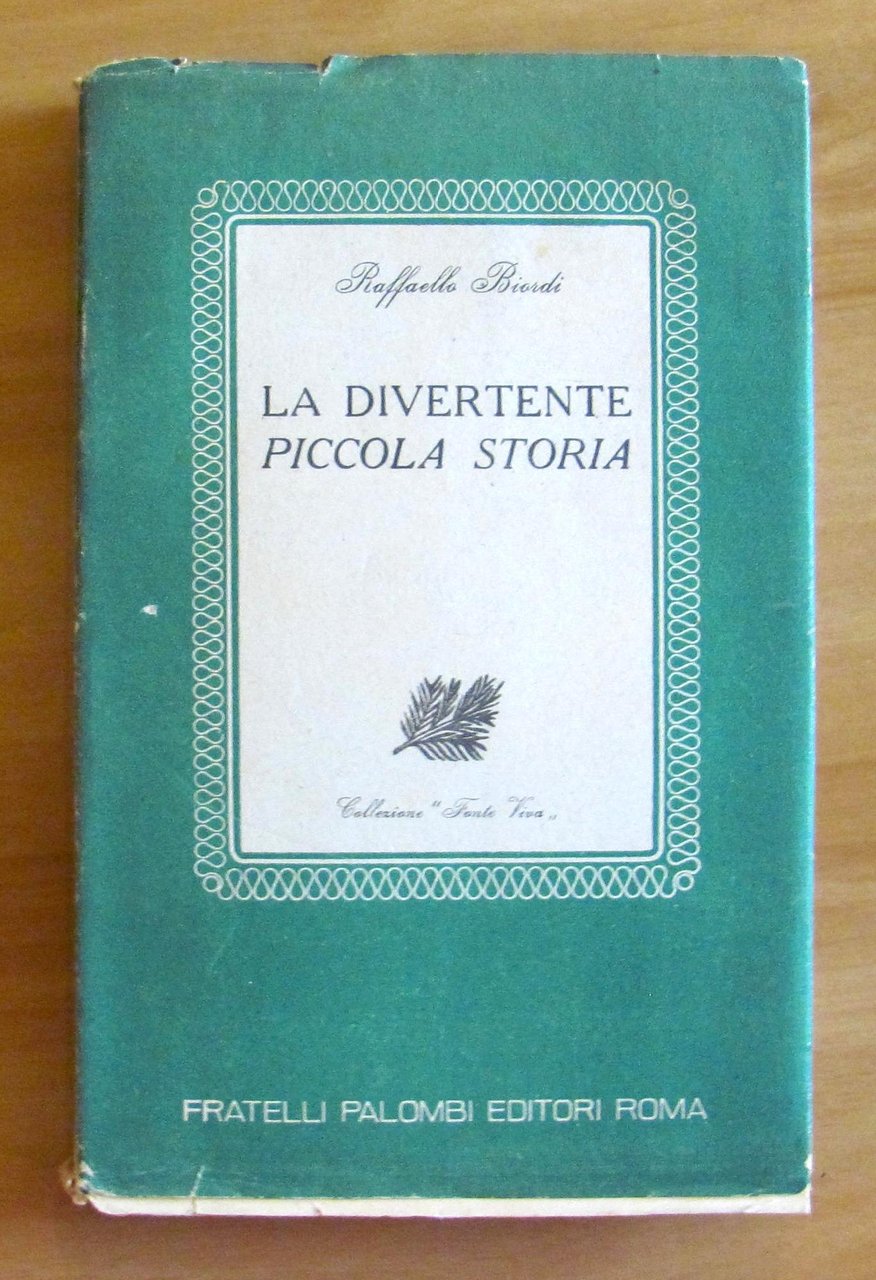 Raffaello Biordi
LA DIVERTENTE
PICCOLA STORIA
Collezione "Fonte Viva„
FRATELLI PALOMBI EDITORI ROMA